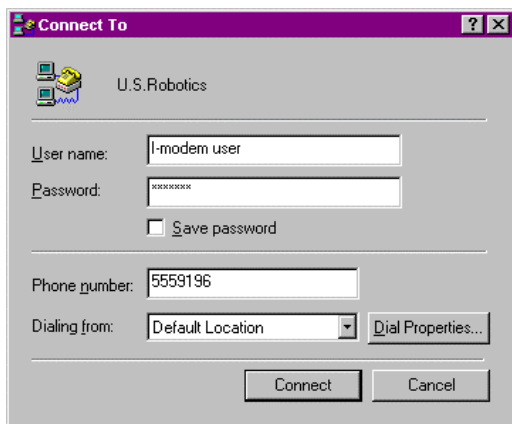 Connect To
U.S.Robotics
User name: I-modem user
Password: *******
Save password
Phone number: 5559196
Dialing from: Default Location Dial Properties...
Connect Cancel